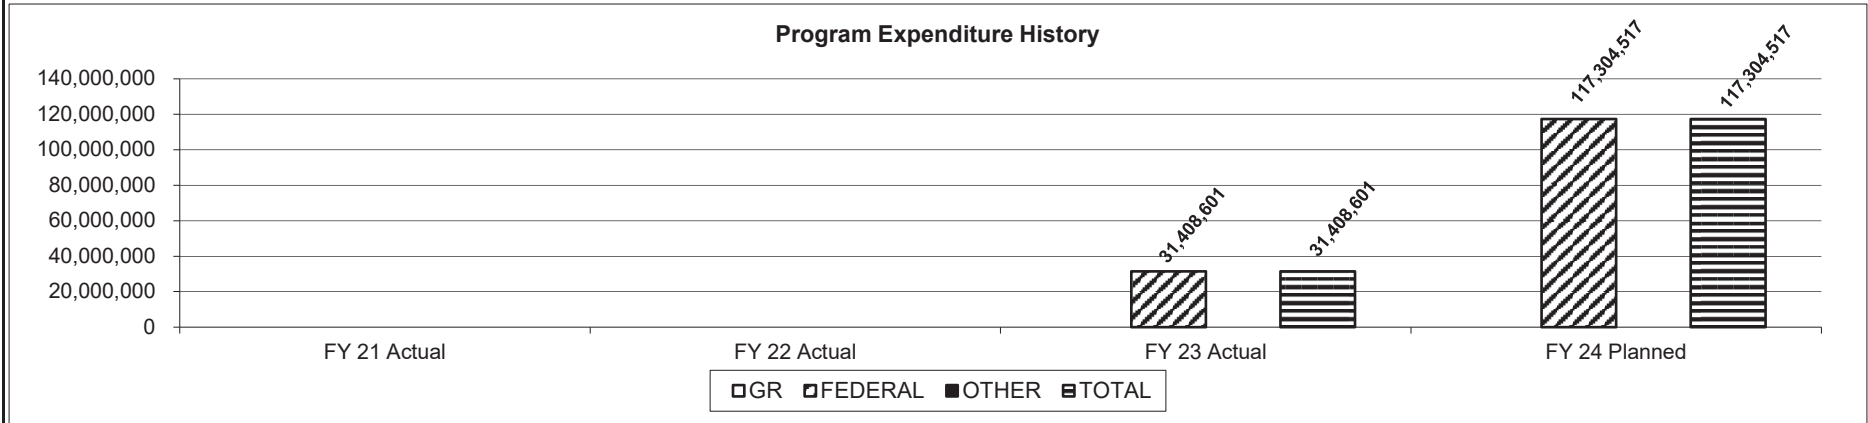 Program Expenditure History
140,000,000
120,000,000
100,000,000
80,000,000
60,000,000
40,000,000
20,000,000
0
31,408,601
31,408,601
117,304,517
117,304,517
FY 21 Actual
FY 22 Actual
FY 23 Actual
FY 24 Planned
GR FEDERAL OTHER TOTAL